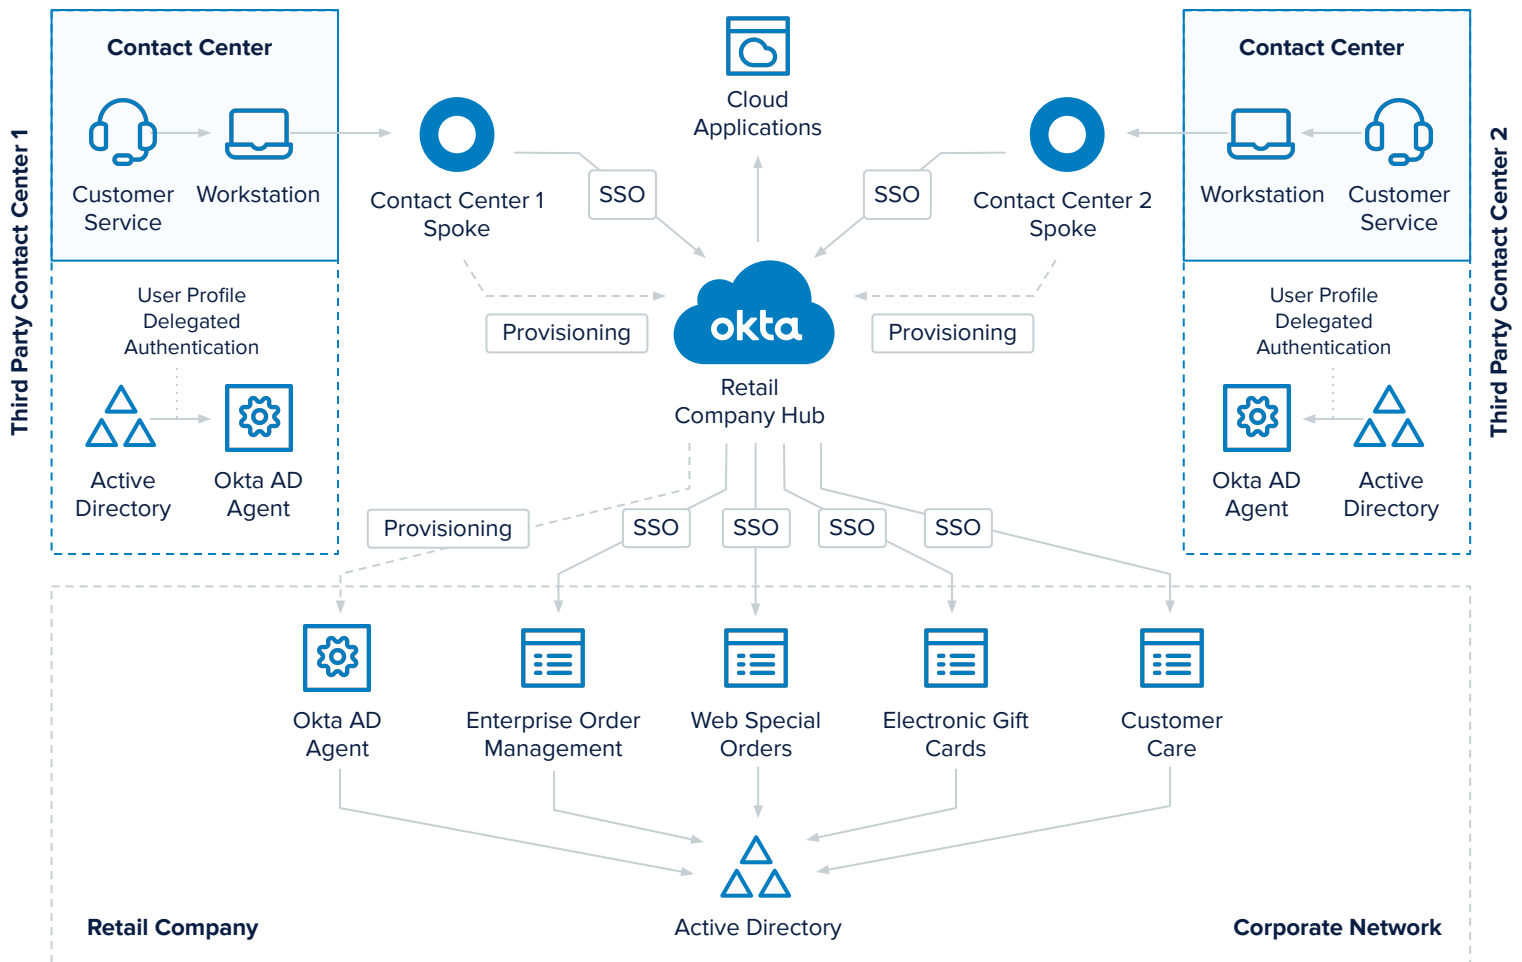 Third Party Contact Center 1
Contact Center
Customer
Service
Workstation
User Profile
Delegated
Authentication
Active
Directory
Okta AD
Agent
Contact Center 1
Spoke
SSO
Provisioning
Cloud
Applications
okta
Retail
Company Hub
SSO
Provisioning
Contact Center 2
Spoke
Contact Center
Workstation
Customer
Service
User Profile
Delegated
Authentication
Okta AD
Agent
Active
Directory
Third Party Contact Center 2
Provisioning
SSO
SSO
SSO
SSO
Okta AD
Agent
Enterprise Order
Management
Web Special
Orders
Electronic Gift
Cards
Customer
Care
Retail Company
Active Directory
Corporate Network